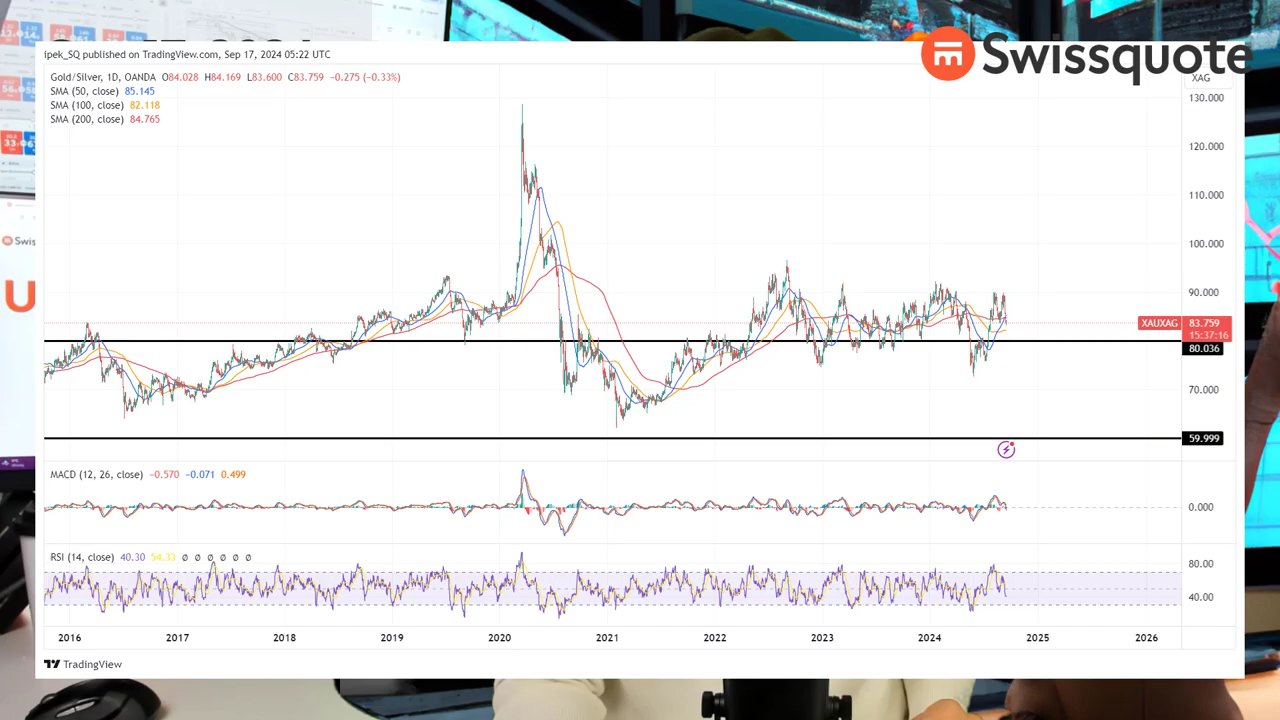 ipek_SQ published on TradingView.com, Sep 17, 2024 05:22 UTC
Swissquote
Gold/Silver, 1D, OANDA O84.028 H84.169 L83.600 C83.759 −0.275 (−0.33%)
XAG
SMA (50, close) 85.145
SMA (100, close) 82.118
SMA (200, close) 84.765
130.000
120.000
110.000
100.000
90.000
XAUXAG 83.759
15:37:16
80.036
70.000
59.999
MACD (12, 26, close) −0.570 −0.071 0.499
0.000
RSI (14, close) 40.30 54.33 Ø Ø Ø Ø Ø Ø
80.00
40.00
2016 2017 2018 2019 2020 2021 2022 2023 2024 2025 2026
TradingView
Swis
U